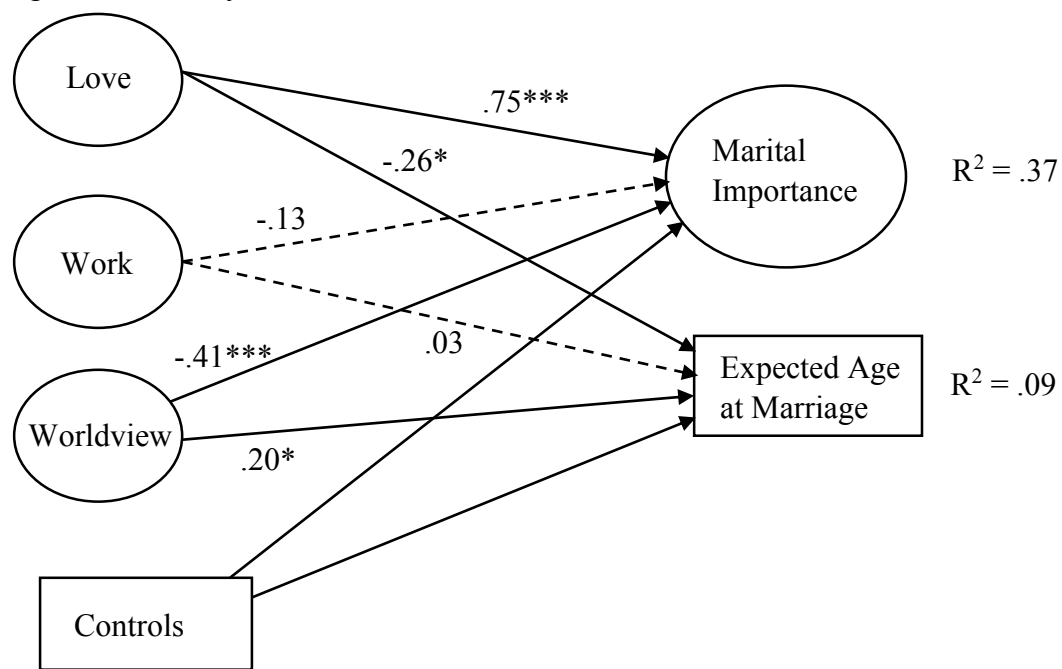 Love
.75***
-.26*
Marital
Importance
R² = .37
-.13
Work
.03
-.41***
Expected Age
at Marriage
R² = .09
Worldview
.20*
Controls